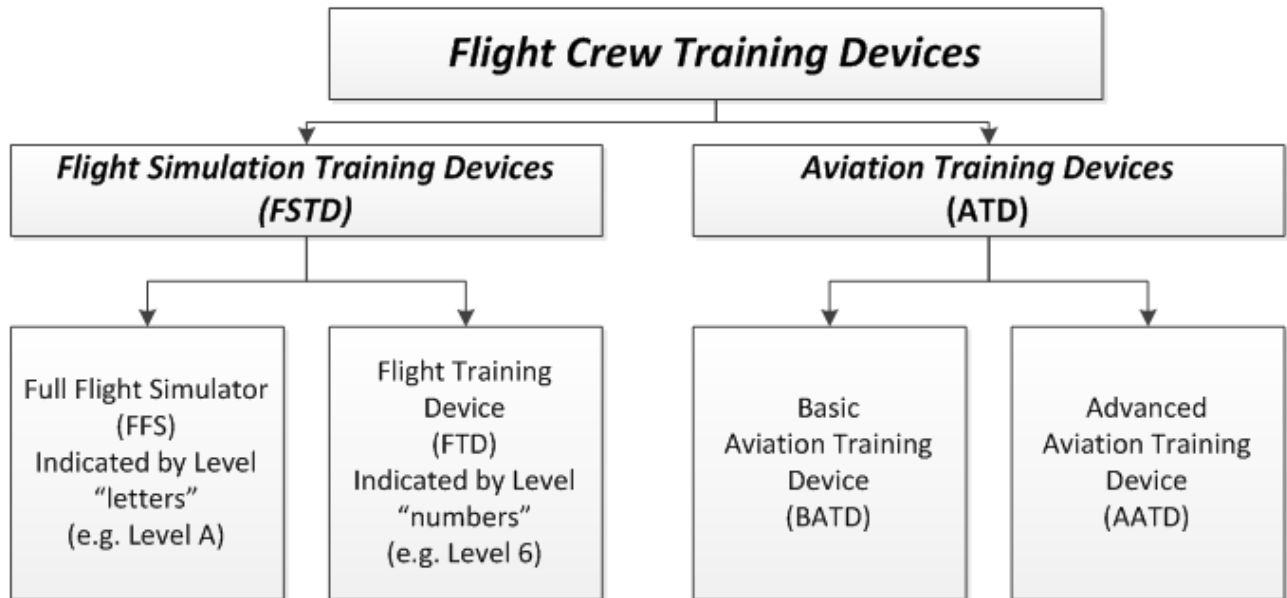 Flight Crew Training Devices
Flight Simulation Training Devices
(FSTD)
Aviation Training Devices
(ATD)
Full Flight Simulator
(FFS)
Indicated by Level
“letters”
(e.g. Level A)
Flight Training
Device
(FTD)
Indicated by Level
“numbers”
(e.g. Level 6)
Basic
Aviation Training
Device
(BATD)
Advanced
Aviation Training
Device
(AATD)